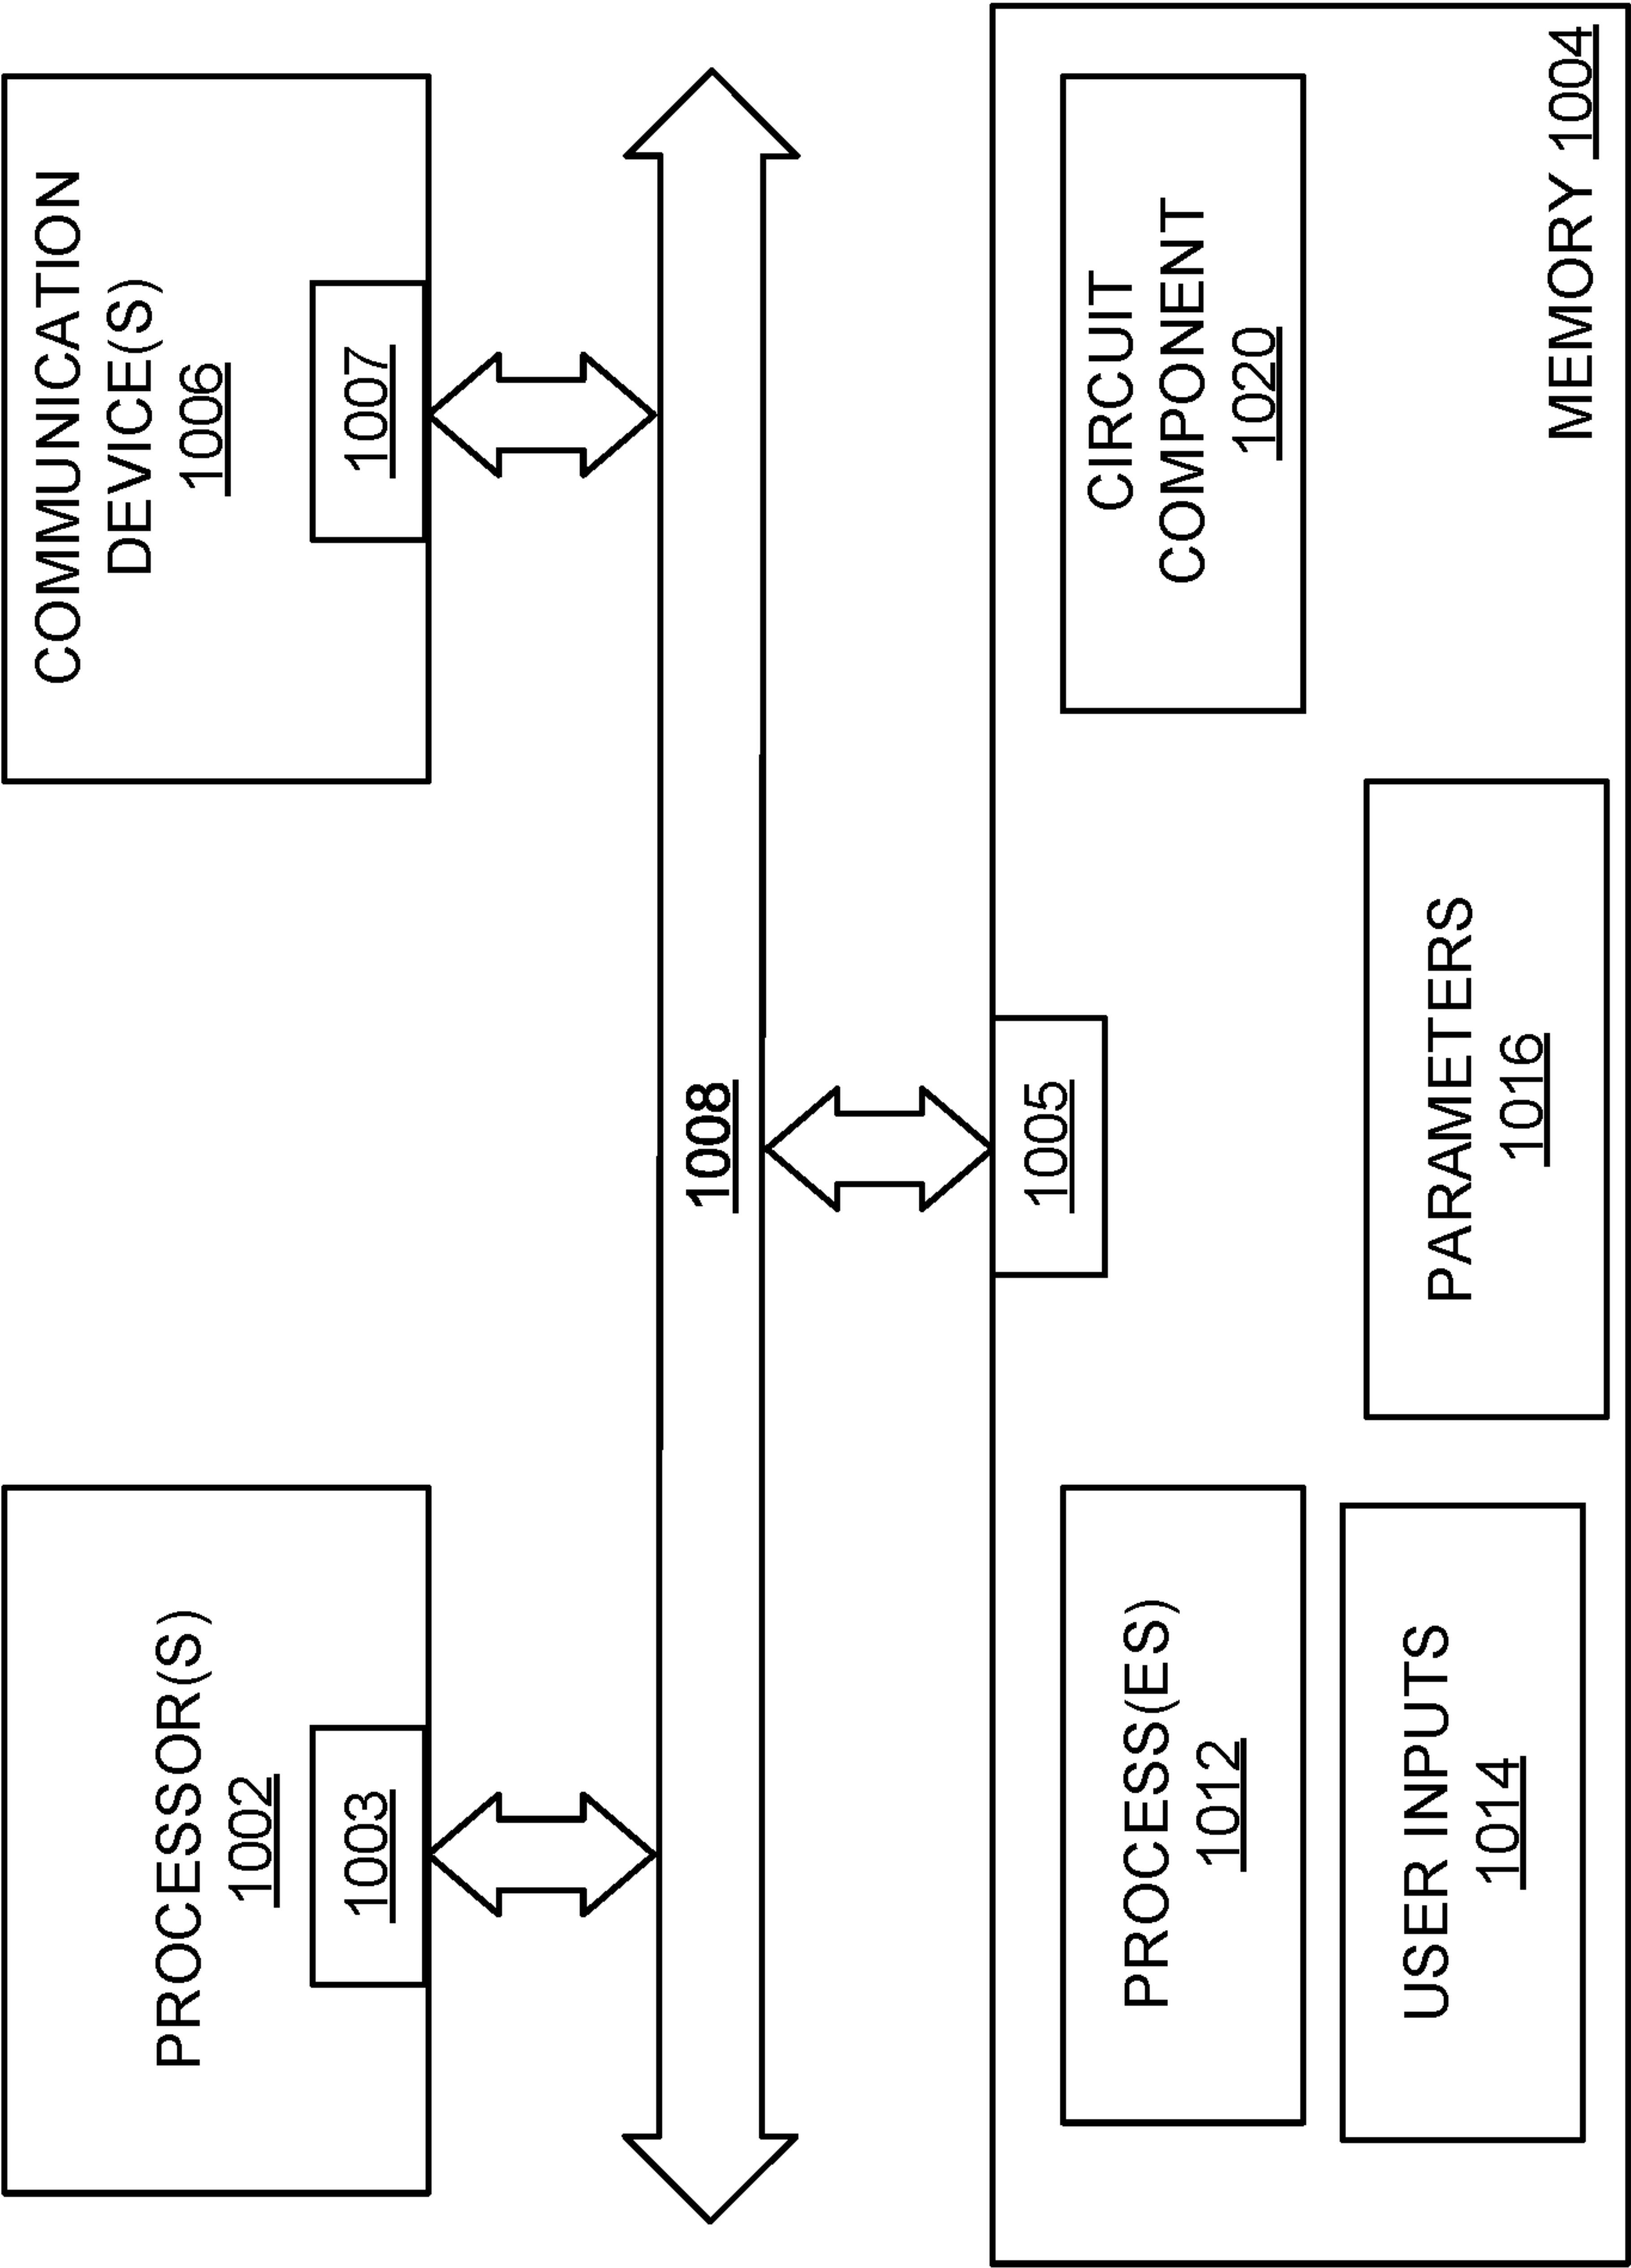 PROCESSOR(S)
1002
1003
COMMUNICATION
DEVICE(S)
1006
1007
1008
1005
PROCESS(ES)
1012
CIRCUIT
COMPONENT
1020
USER INPUTS
1014
PARAMETERS
1016
MEMORY 1004